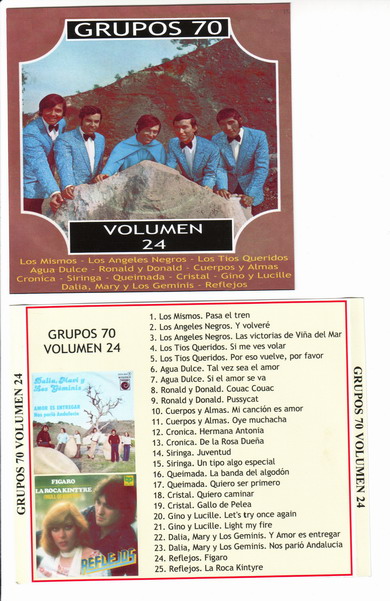 GRUPOS 70
VOLUMEN
24
Los Mismos - Los Angeles Negros - Los Tios Queridos
Agua Dulce - Ronald y Donald - Cuerpos y Almas
Cronica - Siringa - Queimada - Cristal - Gino y Lucille
Dalia, Mary y Los Geminis - Reflejos
GRUPOS 70 VOLUMEN 24
GRUPOS 70
VOLUMEN 24
Dalia, Mary y
Los Geminis
AMOR ES ENTREGAR
Nos parió Andalucía
FIGARO
LA ROCA KINTYRE
REFLEJOS
1. Los Mismos. Pasa el tren
2. Los Angeles Negros. Y volveré
3. Los Angeles Negros. Las victorias de Viña del Mar
4. Los Tios Queridos. Si me ves volar
5. Los Tios Queridos. Por eso vuelve, por favor
6. Agua Dulce. Tal vez sea el amor
7. Agua Dulce. Si el amor se va
8. Ronald y Donald. Couac Couac
9. Ronald y Donald. Pussycat
10. Cuerpos y Almas. Mi canción es amor
11. Cuerpos y Almas. Oye muchacha
12. Cronica. Hermana Antonia
13. Cronica. De la Rosa Dueña
14. Siringa. Juventud
15. Siringa. Un tipo algo especial
16. Queimada. La banda del algodón
17. Queimada. Quiero ser primero
18. Cristal. Quiero caminar
19. Cristal. Gallo de Pelea
20. Gino y Lucille. Let's try once again
21. Gino y Lucille. Light my fire
22. Dalia, Mary y Los Geminis. Y Amor es entregar
23. Dalia, Mary y Los Geminis. Nos parió Andalucia
24. Reflejos. Figaro
25. Reflejos. La Roca Kintyre
GRUPOS 70 VOLUMEN 24